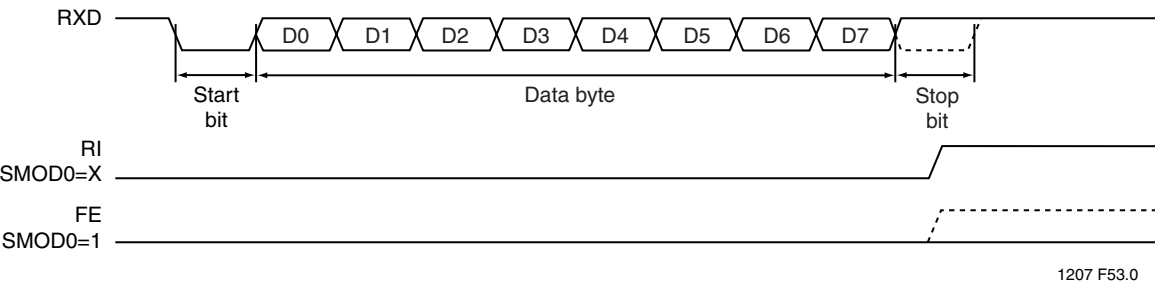 RXD
D0 D1 D2 D3 D4 D5 D6 D7
Start
bit
Data byte
Stop
bit
RI
SMOD0=X
FE
SMOD0=1
1207 F53.0